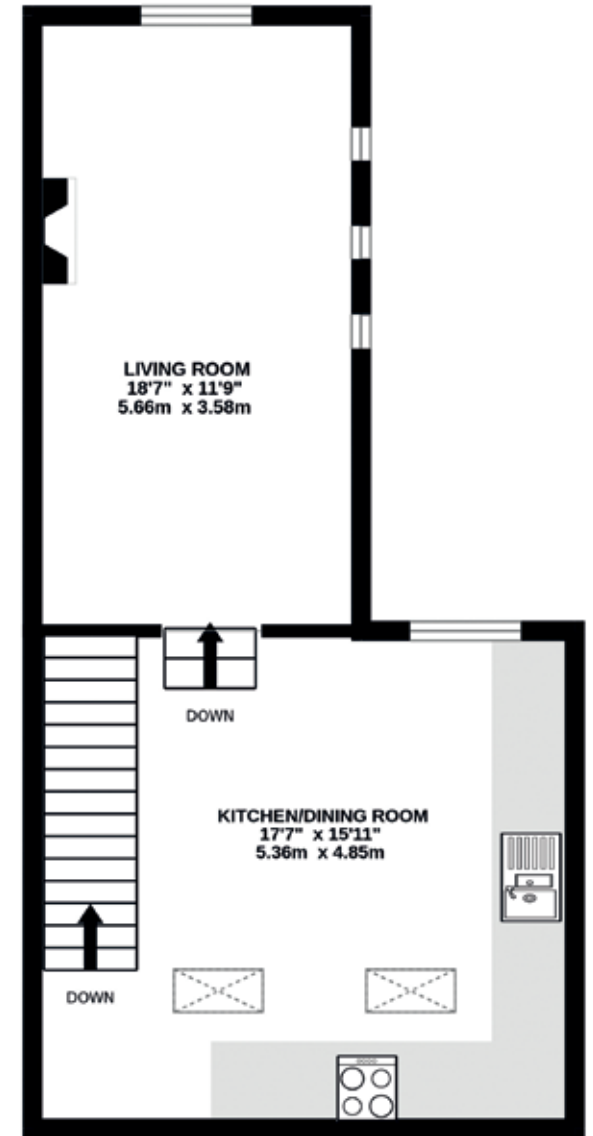 LIVING ROOM
18'7" x 11'9"
5.66m x 3.58m
DOWN
KITCHEN/DINING ROOM
17'7" x 15'11"
5.36m x 4.85m
DOWN